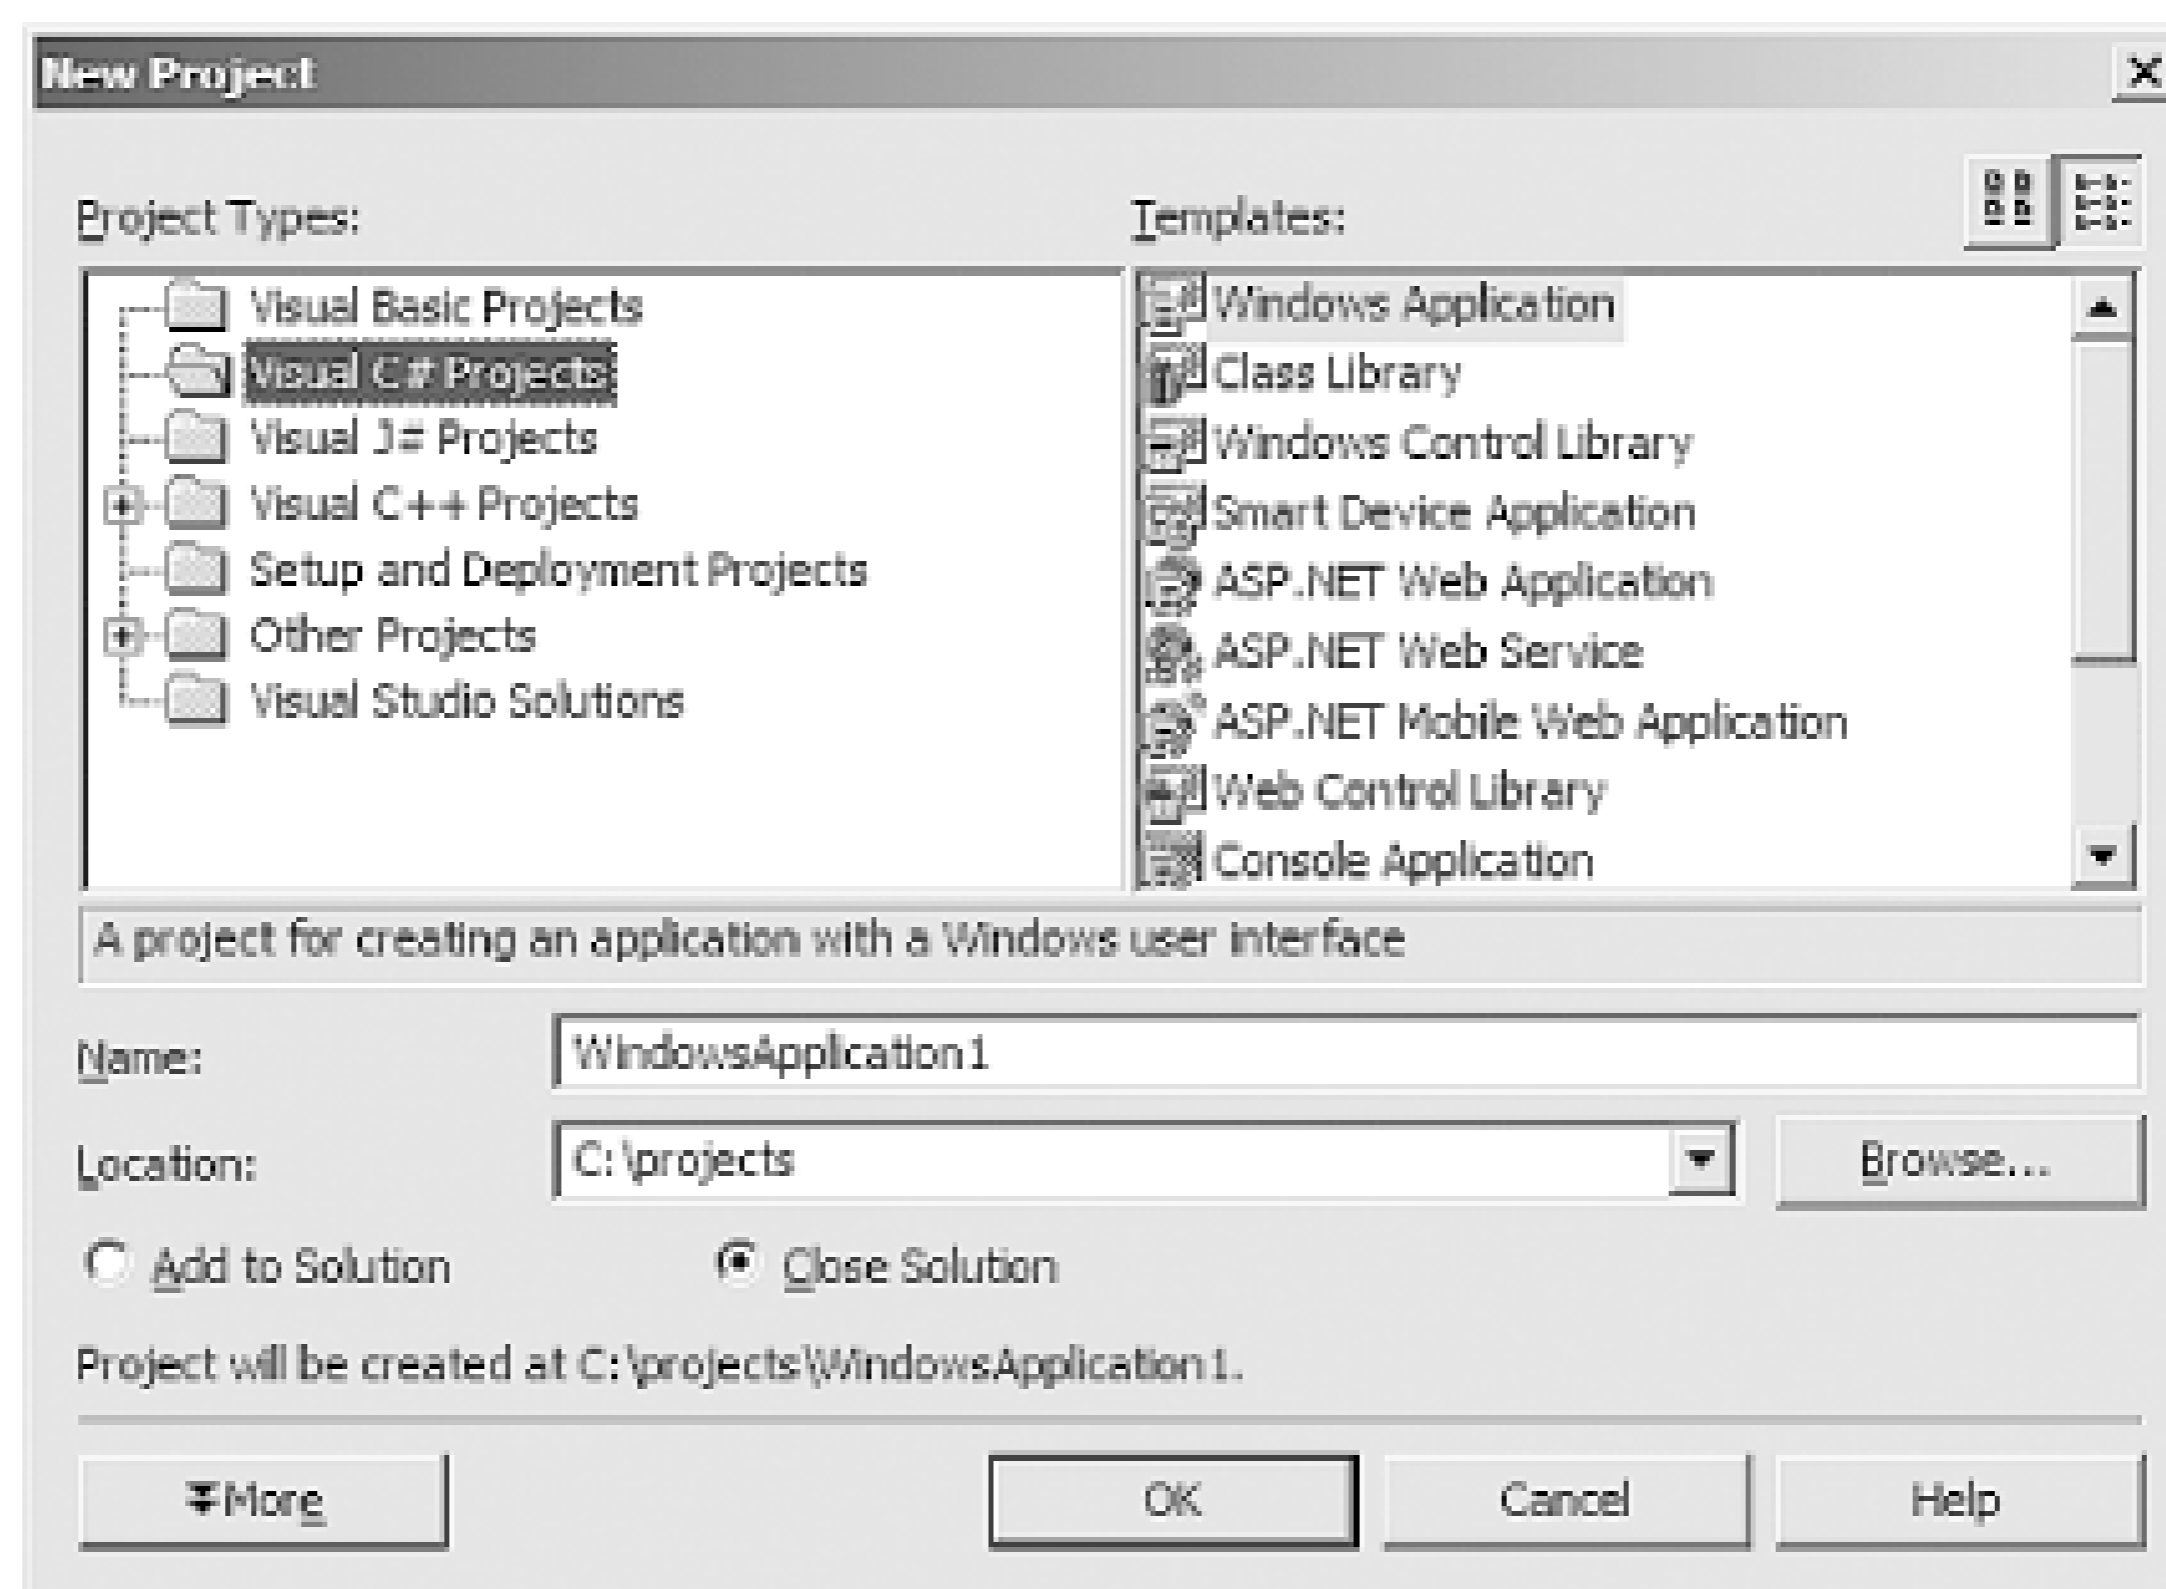 New Project
Project Types:
Templates:
Visual Basic Projects
Visual C# Projects
Visual J# Projects
Visual C++ Projects
Setup and Deployment Projects
Other Projects
Visual Studio Solutions
Windows Application
Class Library
Windows Control Library
Smart Device Application
ASP.NET Web Application
ASP.NET Web Service
ASP.NET Mobile Web Application
Web Control Library
Console Application
A project for creating an application with a Windows user interface
Name:
WindowsApplication1
Location:
C:\projects
Browse...
Add to Solution
Close Solution
Project will be created at C:\projects\WindowsApplication1.
More
OK
Cancel
Help